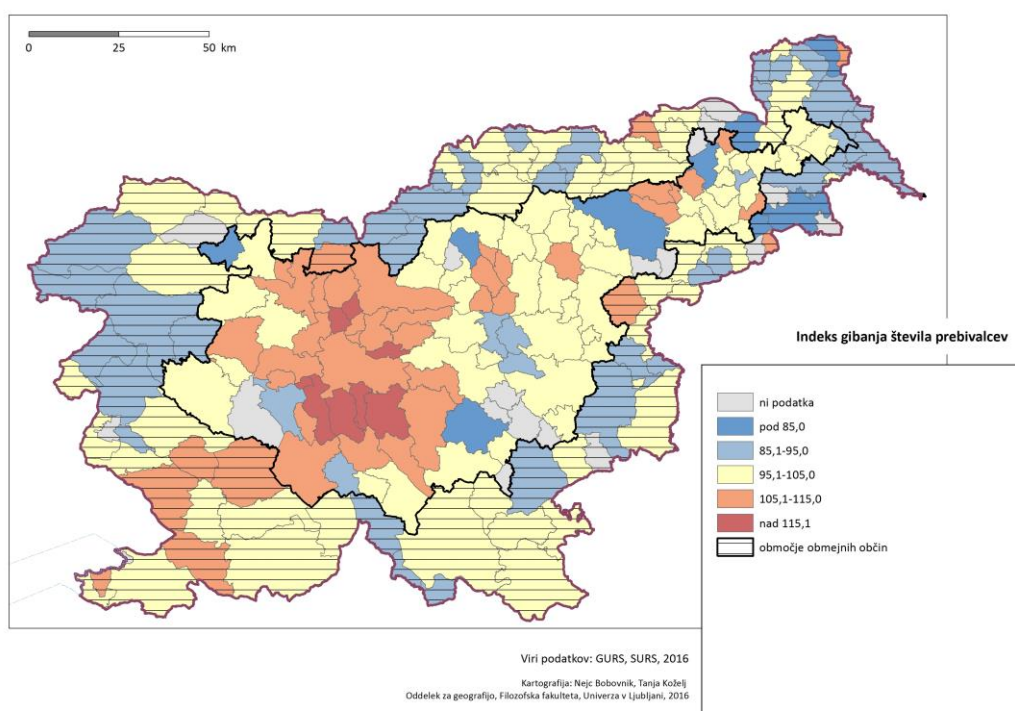 0 25 50 km
Indeks gibanja števila prebivalcev
ni podatka
pod 85,0
85,1-95,0
95,1-105,0
105,1-115,0
nad 115,1
območje obmejnih občin
Viri podatkov: GURS, SURS, 2016
Kartografija: Nejc Bobovnik, Tanja Koželj
Oddelek za geografijo, Filozofska fakulteta, Univerza v Ljubljani, 2016